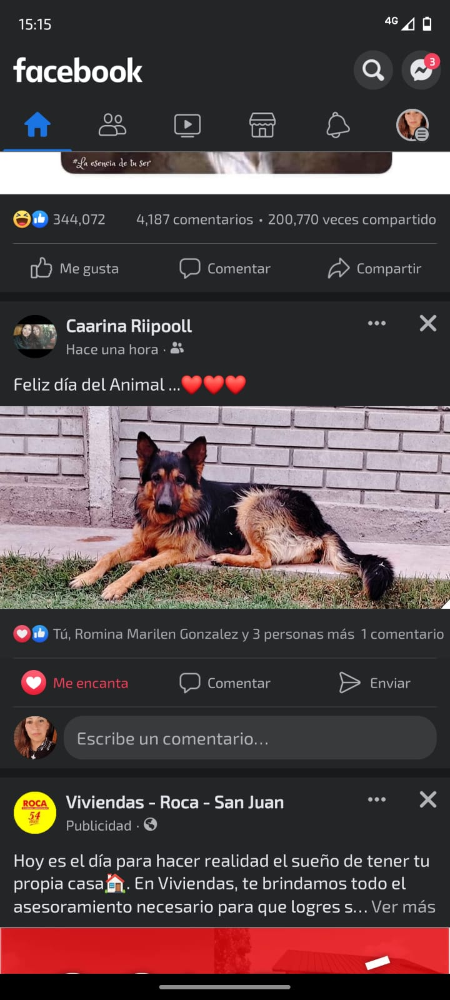 15:15
4G
facebook
3
#La esencia de tu ser
344,072 4,187 comentarios • 200,770 veces compartido
Me gusta Comentar Compartir
Caarina Riipooll
Hace una hora ·
Feliz día del Animal ...❤️❤️❤️
Tú, Romina Marilen Gonzalez y 3 personas más 1 comentario
Me encanta Comentar Enviar
Escribe un comentario...
ROCA
54
Viviendas - Roca - San Juan
Publicidad ·
Hoy es el día para hacer realidad el sueño de tener tu
propia casa🏠. En Viviendas, te brindamos todo el
asesoramiento necesario para que logres s... Ver más